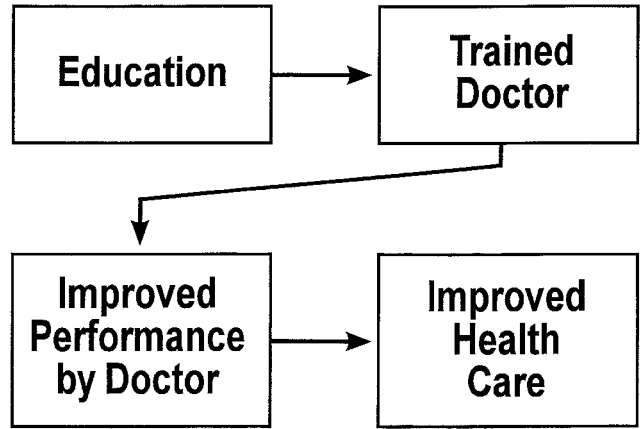 Education
Trained
Doctor
Improved
Performance
by Doctor
Improved
Health
Care